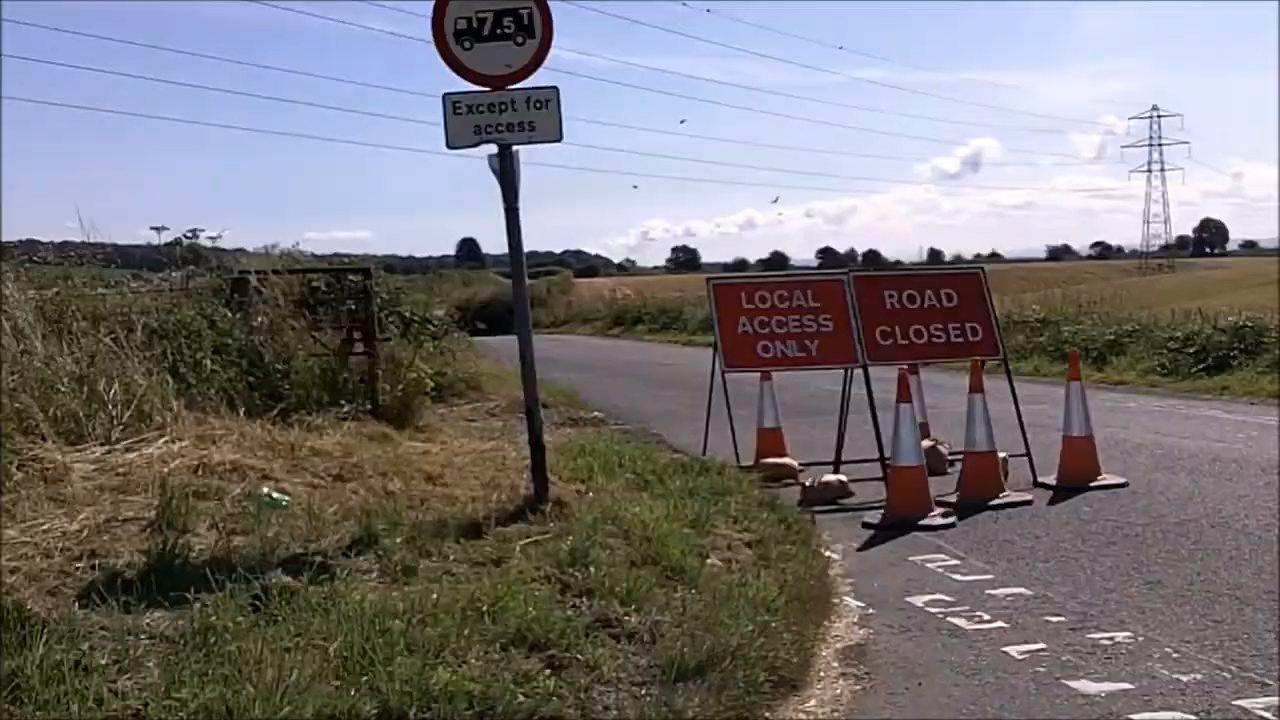 7.5T
Except for
access
LOCAL
ACCESS
ONLY
ROAD
CLOSED